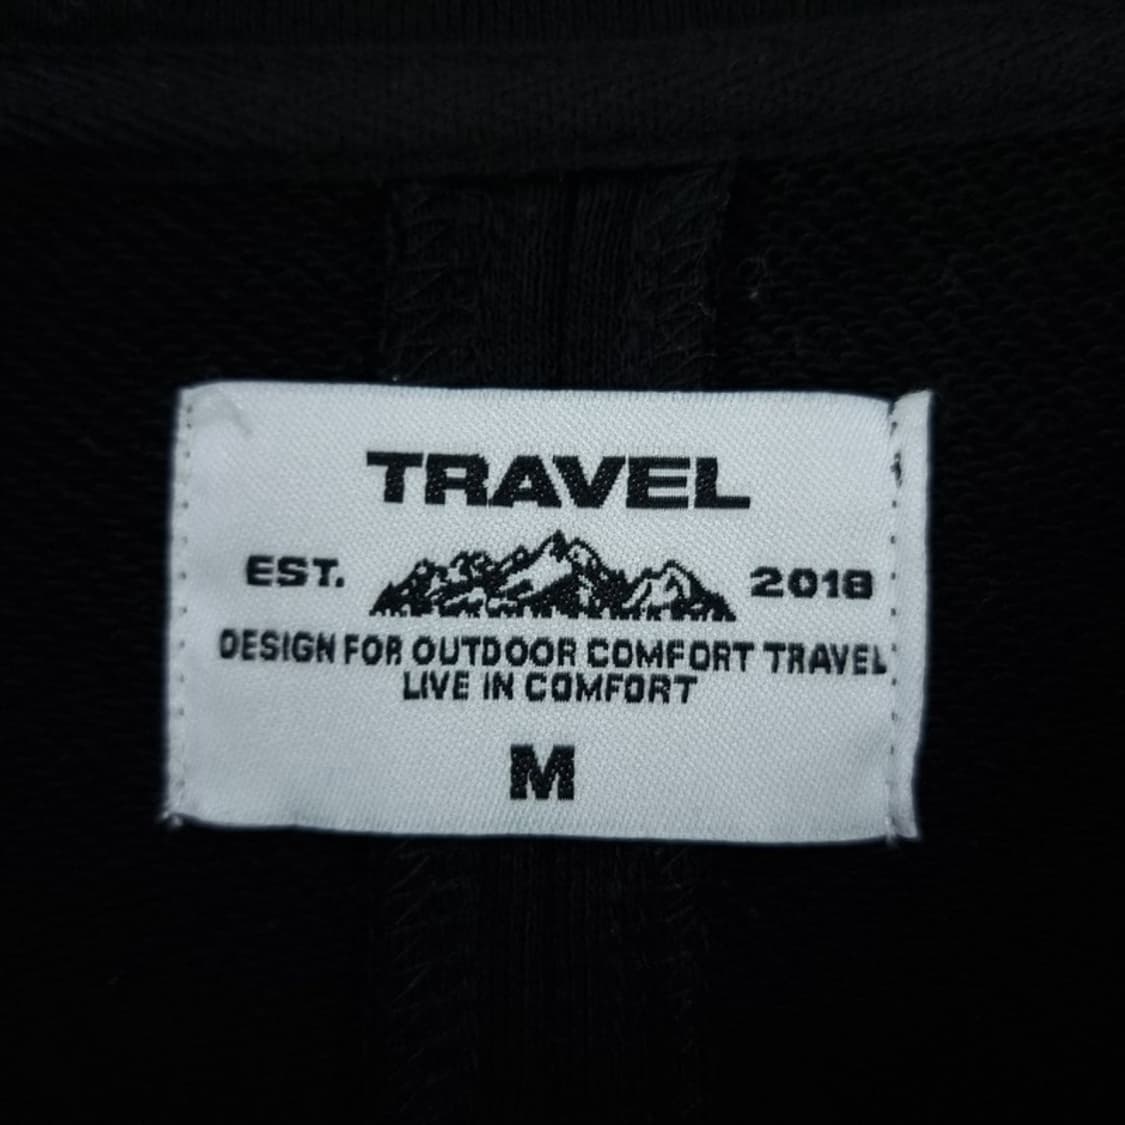 TRAVEL
EST. 2018
DESIGN FOR OUTDOOR COMFORT TRAVEL
LIVE IN COMFORT
M